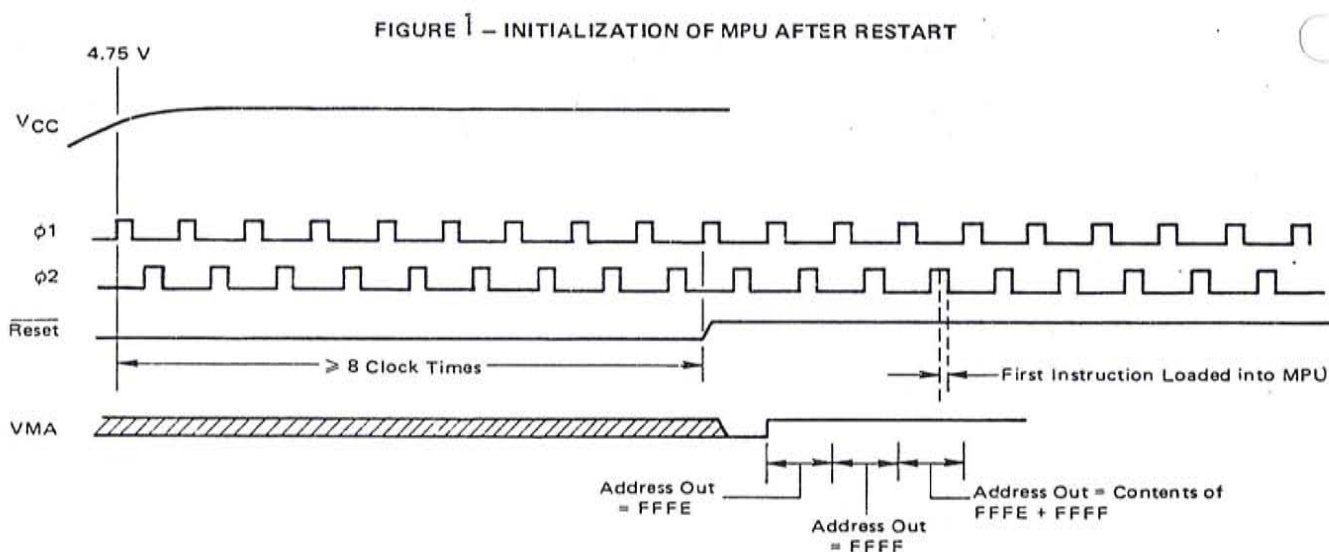 FIGURE 1 – INITIALIZATION OF MPU AFTER RESTART
4.75 V
VCC
φ1
φ2
Reset
≥ 8 Clock Times
First Instruction Loaded into MPU
VMA
Address Out
= FFFE
Address Out
= FFFF
Address Out = Contents of
FFFE + FFFF